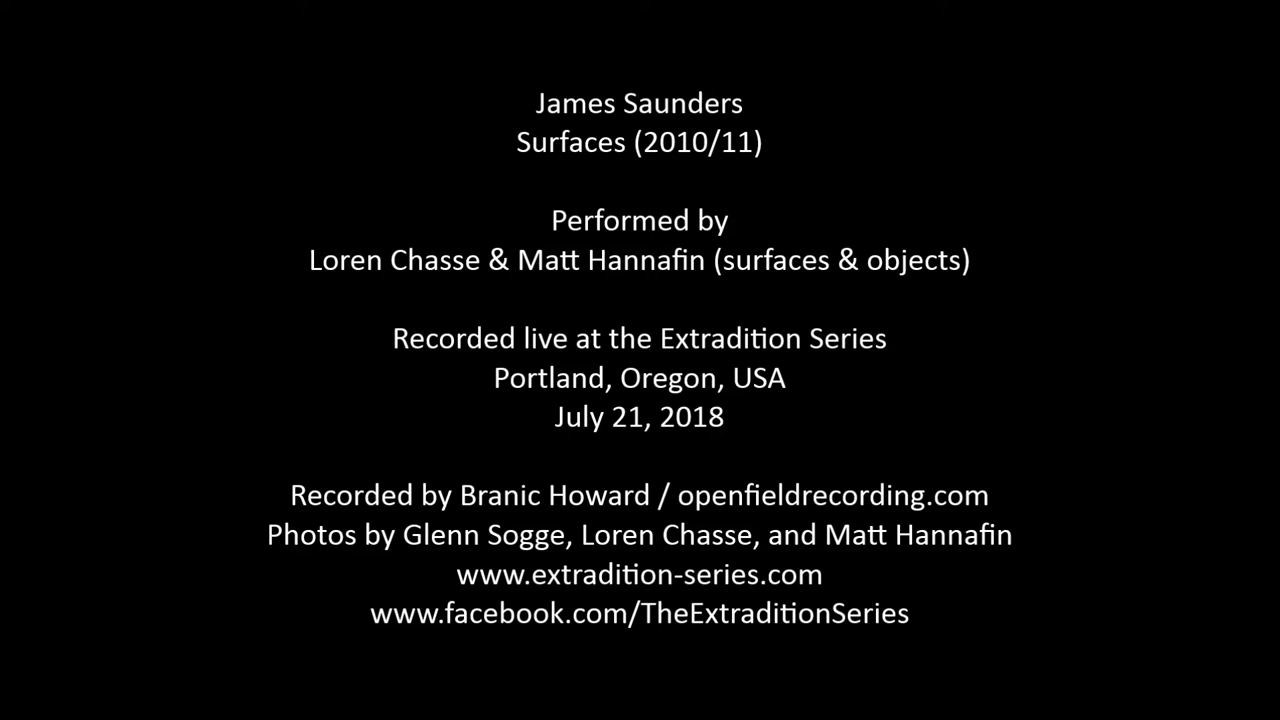 James Saunders
Surfaces (2010/11)
Performed by
Loren Chasse & Matt Hannafin (surfaces & objects)
Recorded live at the Extradition Series
Portland, Oregon, USA
July 21, 2018
Recorded by Branic Howard / openfieldrecording.com
Photos by Glenn Sogge, Loren Chasse, and Matt Hannafin
www.extradition-series.com
www.facebook.com/TheExtraditionSeries